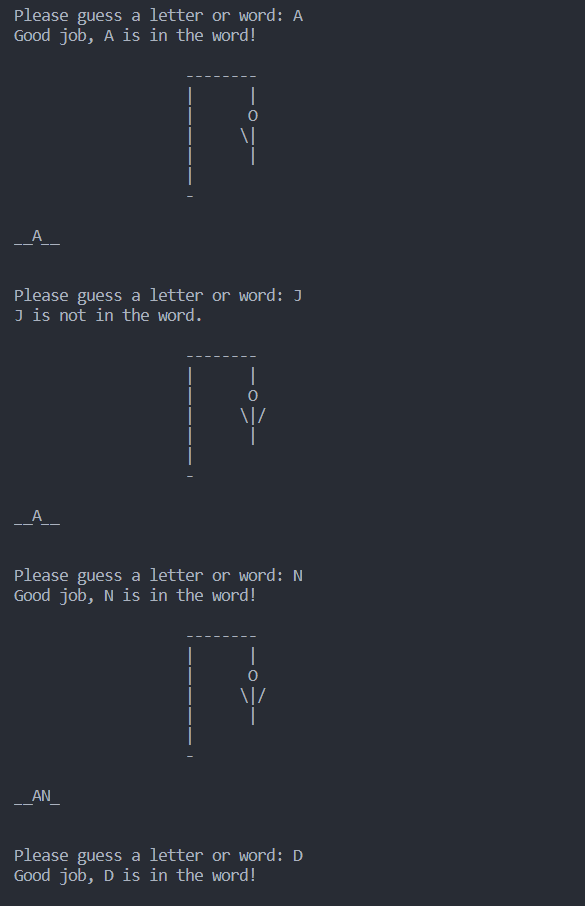 Please guess a letter or word: A
Good job, A is in the word!
                     --------
                     |      |
                     |      O
                     |     \|
                     |      |
                     |
                     -
__A__
Please guess a letter or word: J
J is not in the word.
                     --------
                     |      |
                     |      O
                     |     \|/
                     |      |
                     |
                     -
__A__
Please guess a letter or word: N
Good job, N is in the word!
                     --------
                     |      |
                     |      O
                     |     \|/
                     |      |
                     |
                     -
__AN_
Please guess a letter or word: D
Good job, D is in the word!